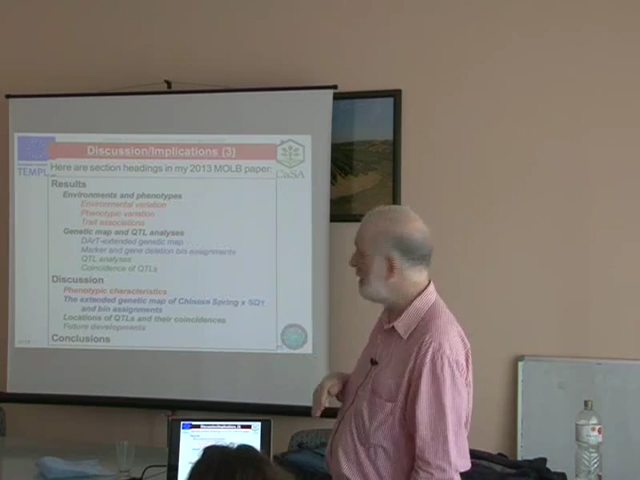 Discussion/Implications (3)
TEMPUS
CaSA
Here are section headings in my 2013 MOLB paper:
Results
Environments and phenotypes
Environmental variation
Phenotypic variation
Trait associations
Genetic map and QTL analyses
DArT-extended genetic map
Marker and gene deletion bin assignments
QTL analyses
Coincidence of QTLs
Discussion
Phenotypic characteristics
The extended genetic map of Chinese Spring x SQ1
and bin assignments
Locations of QTLs and their coincidences
Future developments
Conclusions
Discussion/Implications (3)